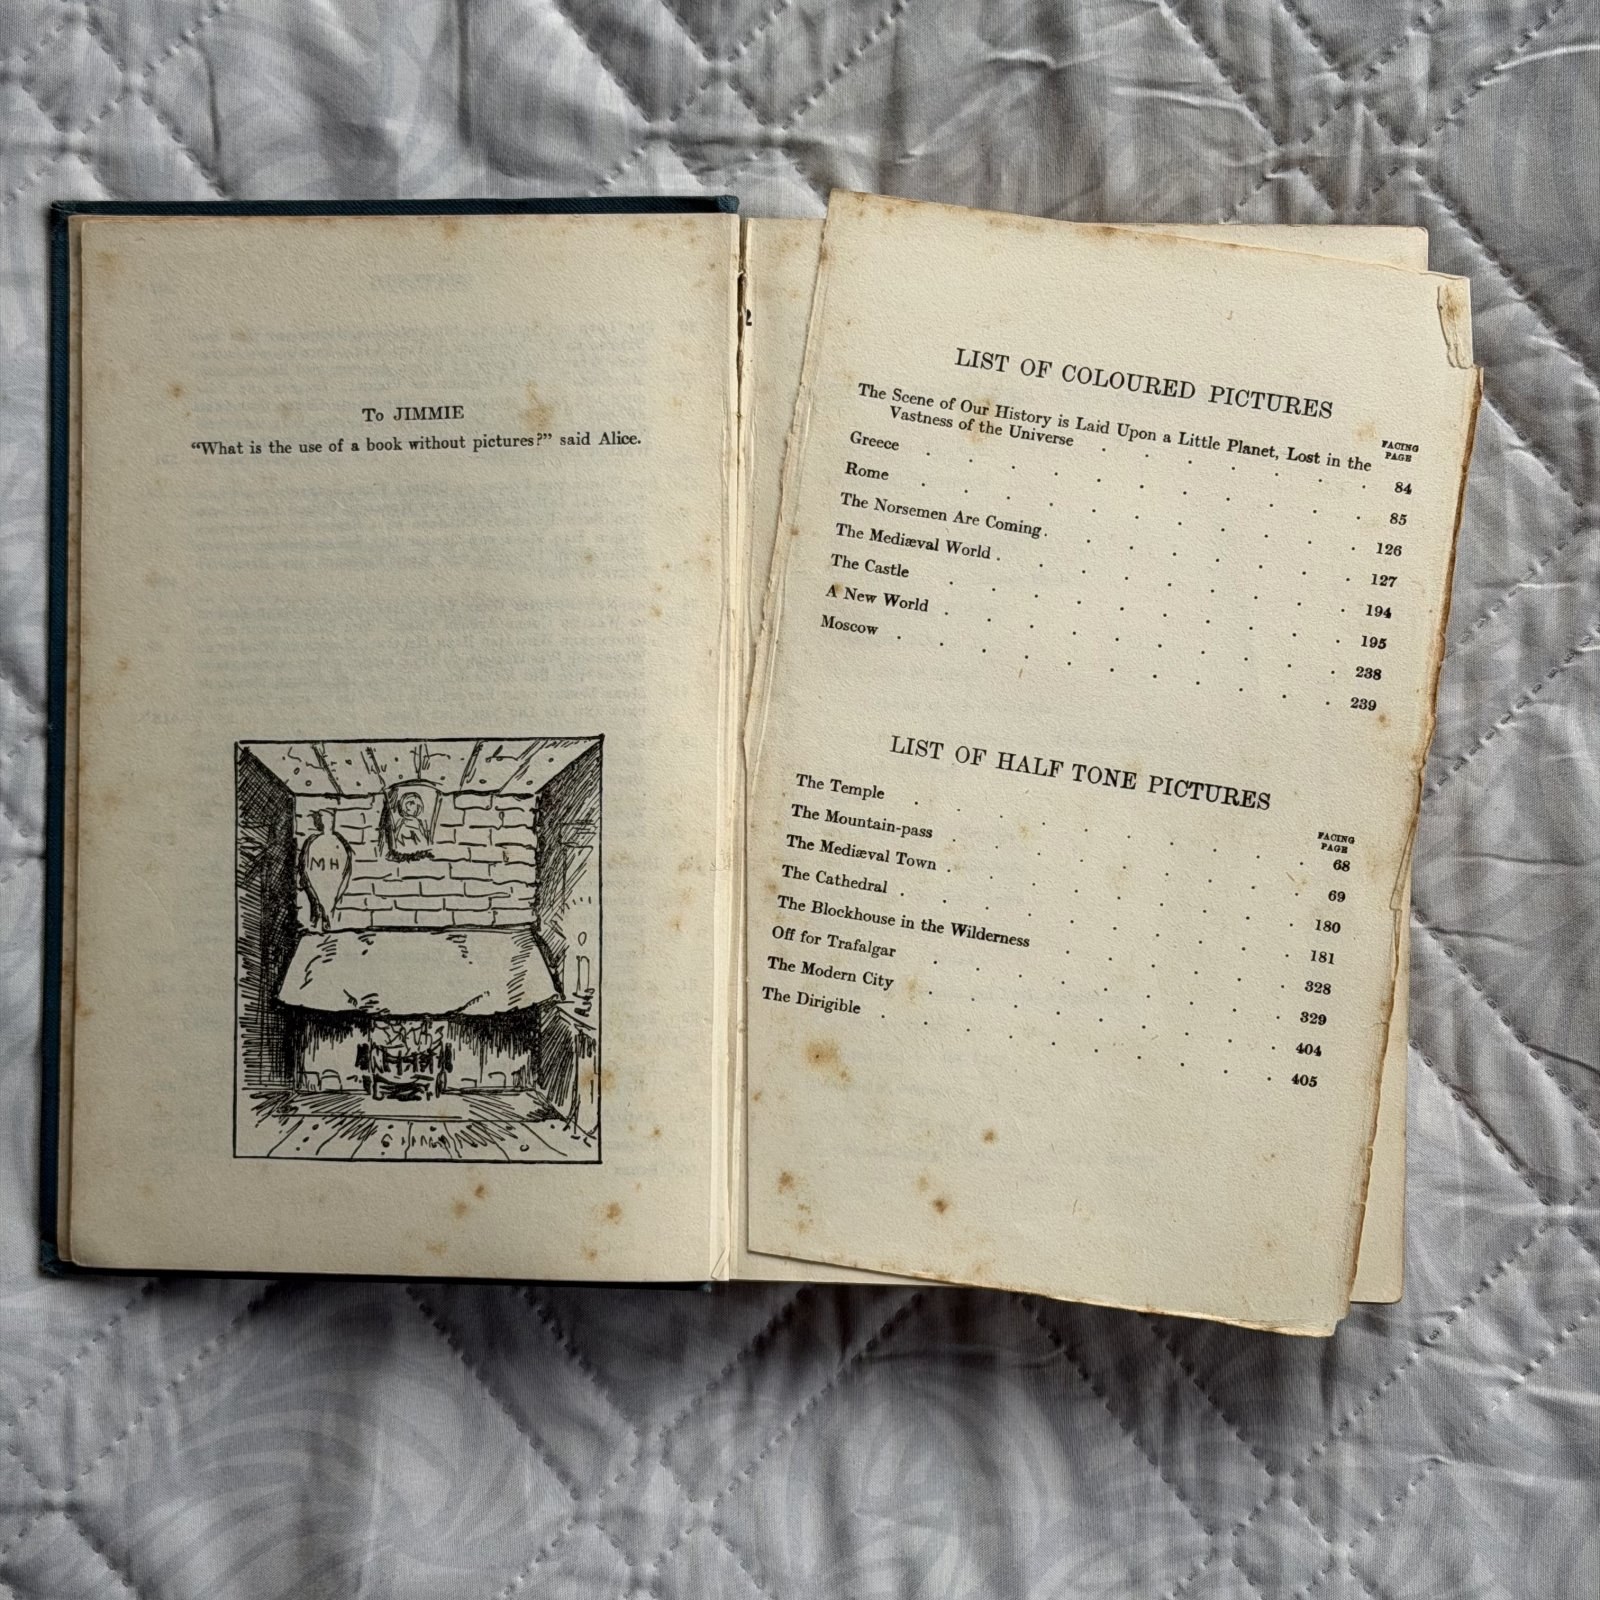 To JIMMIE
“What is the use of a book without pictures?” said Alice.
MH
LIST OF COLOURED PICTURES
FACING
PAGE
The Scene of Our History is Laid Upon a Little Planet, Lost in the
Vastness of the Universe . . . . . . . 84
Greece . . . . . . . . . . . 85
Rome . . . . . . . . . . . 126
The Norsemen Are Coming . . . . . . . . 127
The Mediæval World . . . . . . . . . 194
The Castle . . . . . . . . . . 195
A New World . . . . . . . . . . 238
Moscow . . . . . . . . . . . 239
LIST OF HALF TONE PICTURES
FACING
PAGE
The Temple . . . . . . . . . . 68
The Mountain-pass . . . . . . . . . 69
The Mediæval Town . . . . . . . . . 180
The Cathedral . . . . . . . . . . 181
The Blockhouse in the Wilderness . . . . . . 328
Off for Trafalgar . . . . . . . . . 329
The Modern City . . . . . . . . . 404
The Dirigible . . . . . . . . . . 405